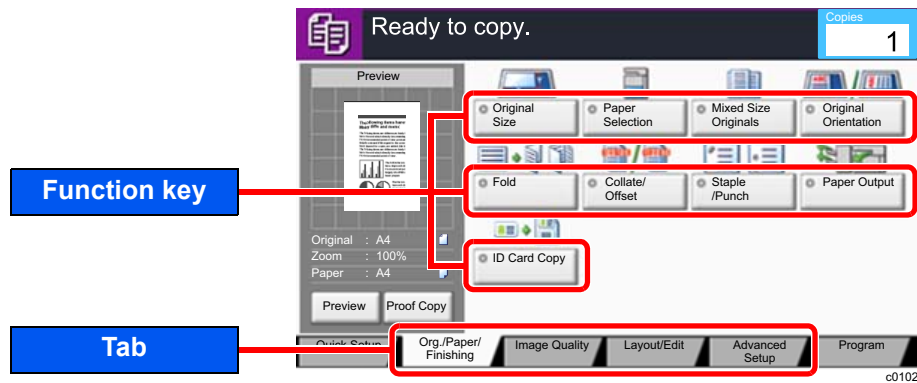 Ready to copy.
Copies
1
Preview
Original
Size
Paper
Selection
Mixed Size
Originals
Original
Orientation
Function key
Fold
Collate/
Offset
Staple
/Punch
Paper Output
Original : A4
Zoom : 100%
Paper : A4
ID Card Copy
Preview
Proof Copy
Tab
Quick Setup
Org./Paper/
Finishing
Image Quality
Layout/Edit
Advanced
Setup
Program
c0102